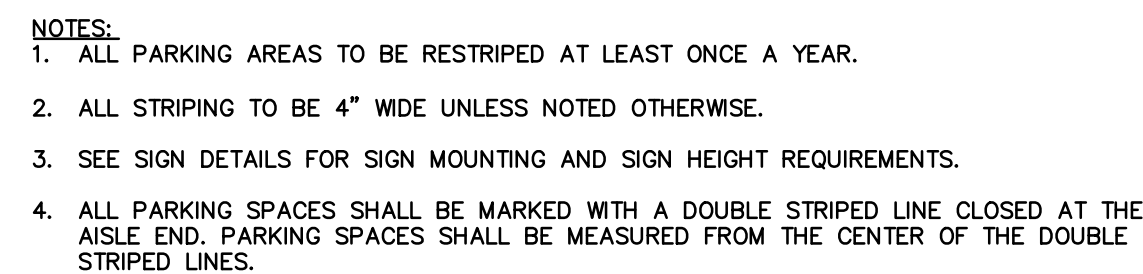 NOTES:
1. ALL PARKING AREAS TO BE RESTRIPED AT LEAST ONCE A YEAR.
2. ALL STRIPING TO BE 4" WIDE UNLESS NOTED OTHERWISE.
3. SEE SIGN DETAILS FOR SIGN MOUNTING AND SIGN HEIGHT REQUIREMENTS.
4. ALL PARKING SPACES SHALL BE MARKED WITH A DOUBLE STRIPED LINE CLOSED AT THE
AISLE END. PARKING SPACES SHALL BE MEASURED FROM THE CENTER OF THE DOUBLE
STRIPED LINES.